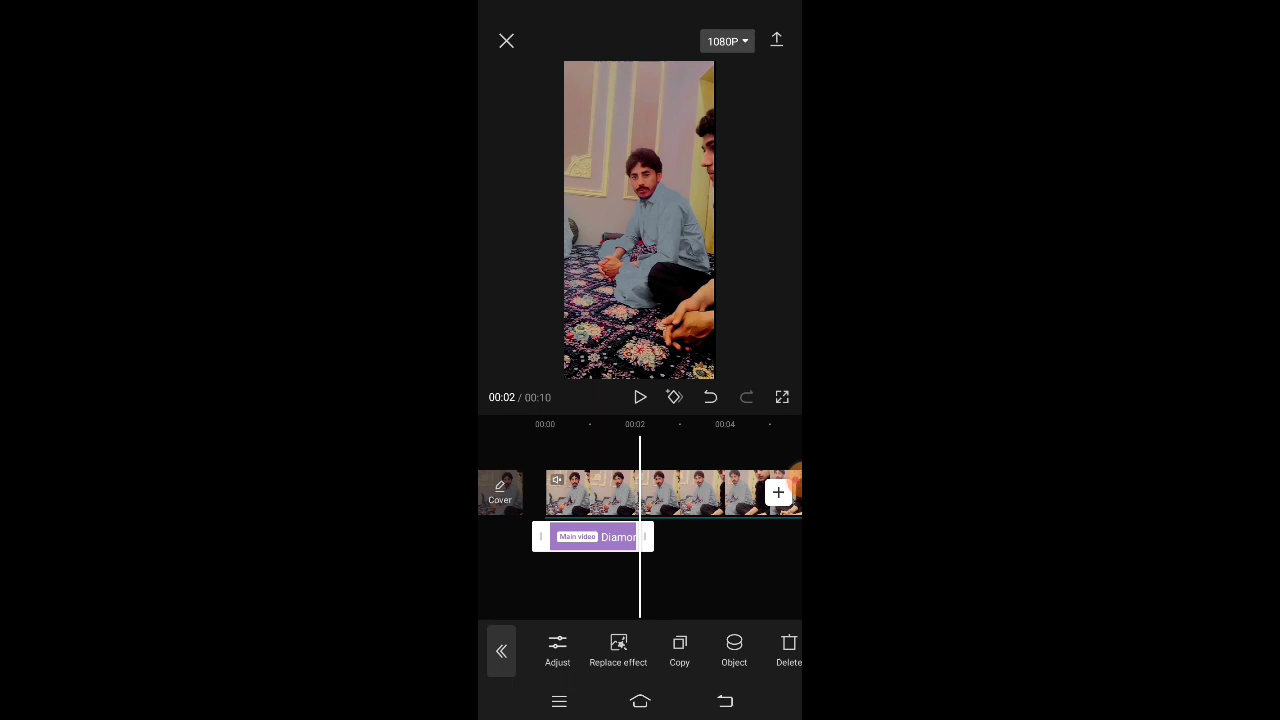 1080P
00:02 / 00:10
00:00 00:02 00:04
Cover
Main video Diamon
Adjust Replace effect Copy Object Delete